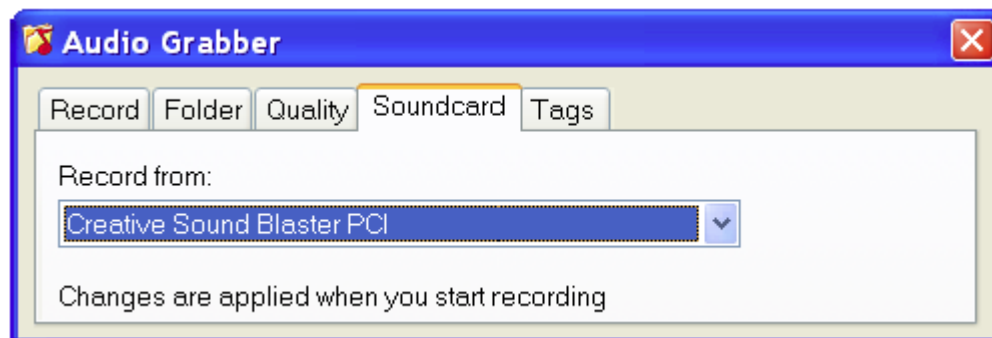 Audio Grabber
Record Folder Quality Soundcard Tags
Record from:
Creative Sound Blaster PCI
Changes are applied when you start recording